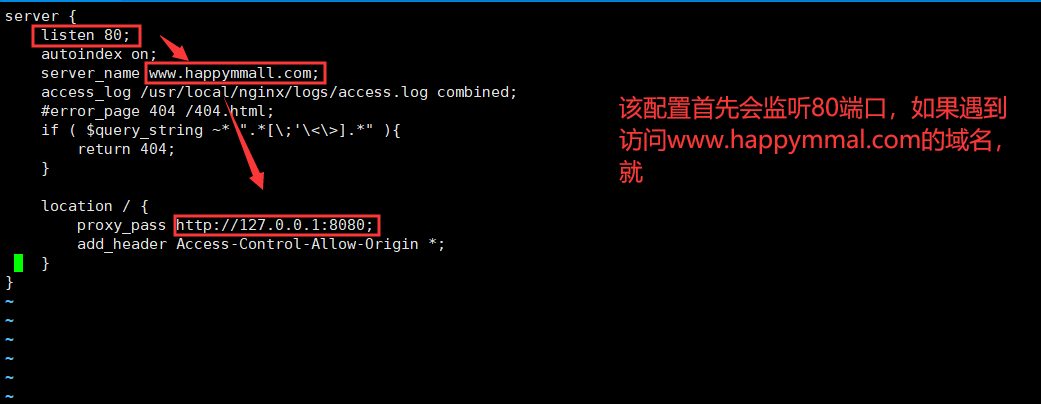 server {
    listen 80;
    autoindex on;
    server_name www.happymmall.com;
    access_log /usr/local/nginx/logs/access.log combined;
    #error_page 404 /404.html;
    if ( $query_string ~* ".*[\;'\<\>].*" ){
        return 404;
    }
    location / {
        proxy_pass http://127.0.0.1:8080;
        add_header Access-Control-Allow-Origin *;
    }
}
~
~
~
~
~
~
该配置首先会监听80端口，如果遇到
访问www.happymmal.com的域名，
就